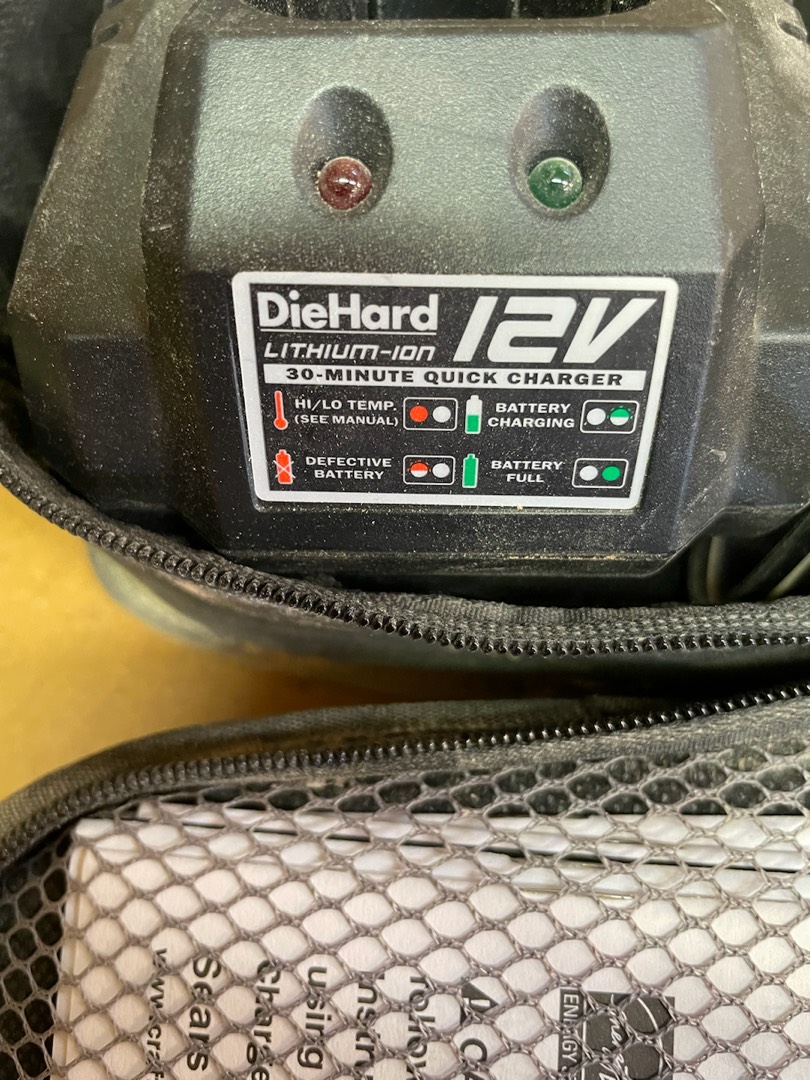 DieHard 12V
LITHIUM-ION
30-MINUTE QUICK CHARGER
HI/LO TEMP.
(SEE MANUAL)
BATTERY
CHARGING
DEFECTIVE
BATTERY
BATTERY
FULL
using
Sears